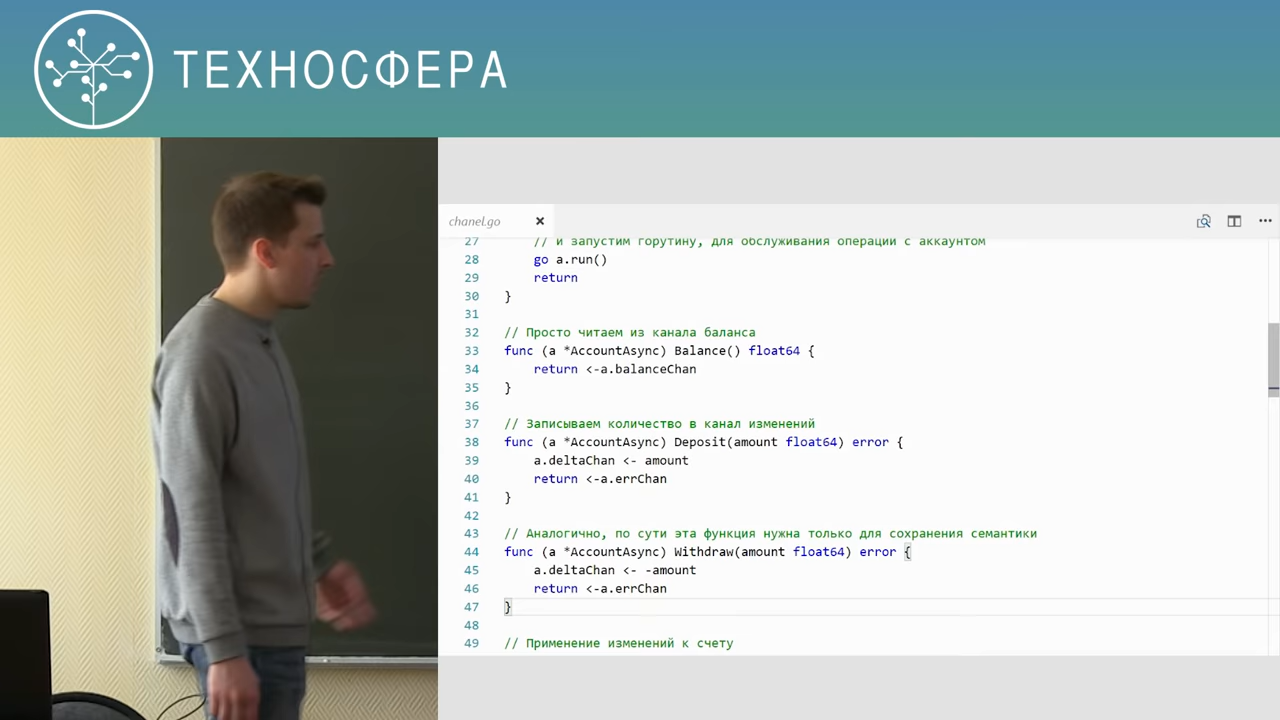 ТЕХНОСФЕРА
chanel.go
27 // и запустим горутину, для обслуживания операции с аккаунтом
28 go a.run()
29 return
30 }
31
32 // Просто читаем из канала баланса
33 func (a *AccountAsync) Balance() float64 {
34 return <-a.balanceChan
35 }
36
37 // Записываем количество в канал изменений
38 func (a *AccountAsync) Deposit(amount float64) error {
39 a.deltaChan <- amount
40 return <-a.errChan
41 }
42
43 // Аналогично, по сути эта функция нужна только для сохранения семантики
44 func (a *AccountAsync) Withdraw(amount float64) error {
45 a.deltaChan <- -amount
46 return <-a.errChan
47 }
48
49 // Применение изменений к счету